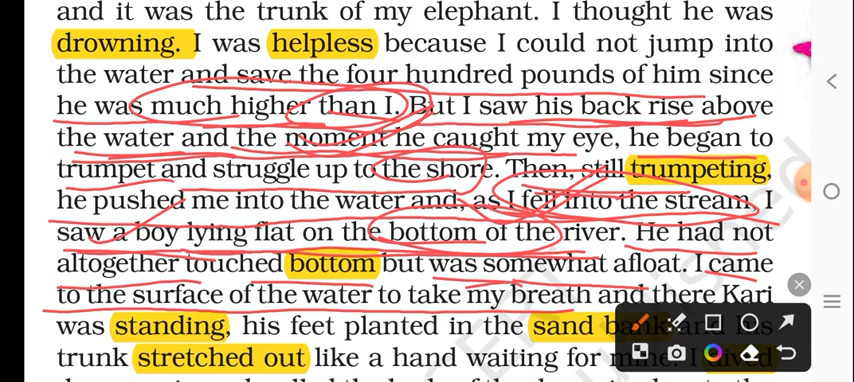 and it was the trunk of my elephant. I thought he was
drowning. I was helpless because I could not jump into
the water and save the four hundred pounds of him since
he was much higher than I. But I saw his back rise above
the water and the moment he caught my eye, he began to
trumpet and struggle up to the shore. Then, still trumpeting,
he pushed me into the water and, as I fell into the stream, I
saw a boy lying flat on the bottom of the river. He had not
altogether touched bottom but was somewhat afloat. I came
to the surface of the water to take my breath and there Kari
was standing, his feet planted in the sand bank and his
trunk stretched out like a hand waiting for mine. I dived